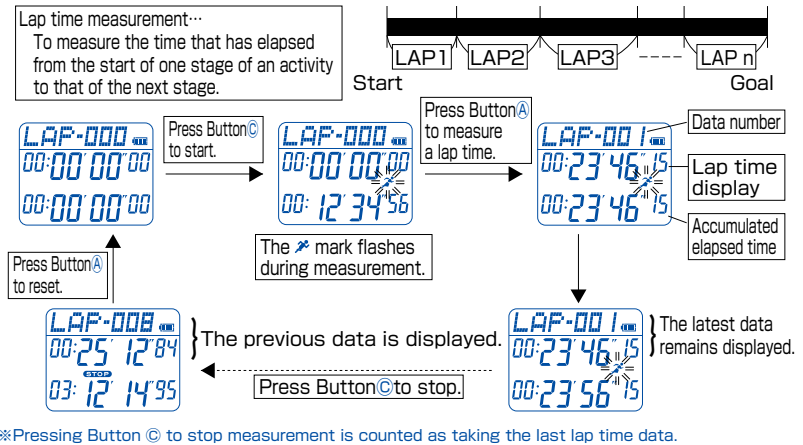 Lap time measurement…
To measure the time that has elapsed
from the start of one stage of an activity
to that of the next stage.
LAP1 LAP2 LAP3 LAP n
Start Goal
Press ButtonⒸ
to start.
Press ButtonⒶ
to measure
a lap time.
LAP-000
00:00'00"00
00:00'00"00
LAP-000
00:00'00"00
00:12'34"56
LAP-001
00:23'46"15
00:23'46"15
Data number
Lap time
display
Accumulated
elapsed time
The mark flashes
during measurement.
Press ButtonⒶ
to reset.
LAP-008
00:25'12"84
STOP
03:12'14"95
The previous data is displayed.
Press ButtonⒸto stop.
LAP-001
00:23'46"15
00:23'56"15
The latest data
remains displayed.
※Pressing Button Ⓒ to stop measurement is counted as taking the last lap time data.